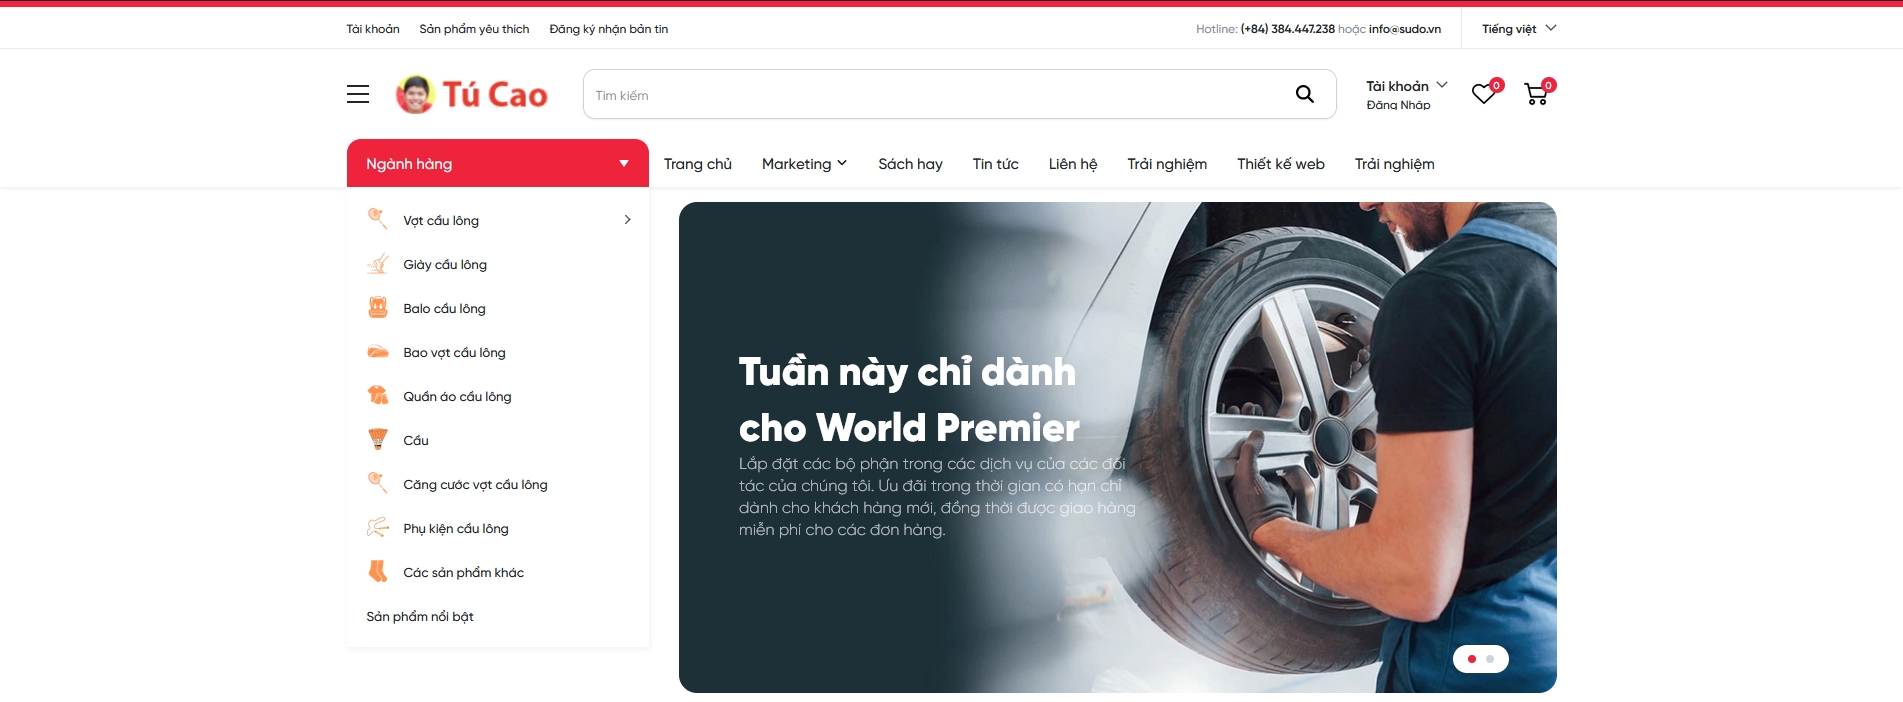 Tài khoản Sản phẩm yêu thích Đăng ký nhận bản tin Hotline: (+84) 384.447.238 hoặc info@sudo.vn Tiếng việt
Tú Cao Tìm kiếm Tài khoản 0 0
Đăng Nhập
Ngành hàng Trang chủ Marketing Sách hay Tin tức Liên hệ Trải nghiệm Thiết kế web Trải nghiệm
Vợt cầu lông
Giày cầu lông
Balo cầu lông
Bao vợt cầu lông
Quần áo cầu lông
Cầu
Căng cước vợt cầu lông
Phụ kiện cầu lông
Các sản phẩm khác
Sản phẩm nổi bật
Tuần này chỉ dành
cho World Premier
Lắp đặt các bộ phận trong các dịch vụ của các đối
tác của chúng tôi. Ưu đãi trong thời gian có hạn chỉ
dành cho khách hàng mới, đồng thời được giao hàng
miễn phí cho các đơn hàng.